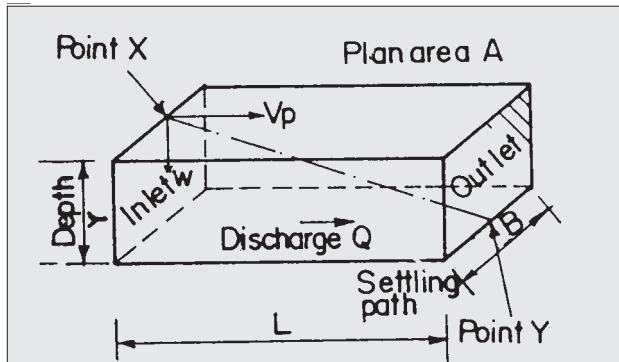 Point X
Plan area A
Vp
w
Inlet
Outlet
Depth
Y
Discharge Q
B
Settling
path
L
Point Y